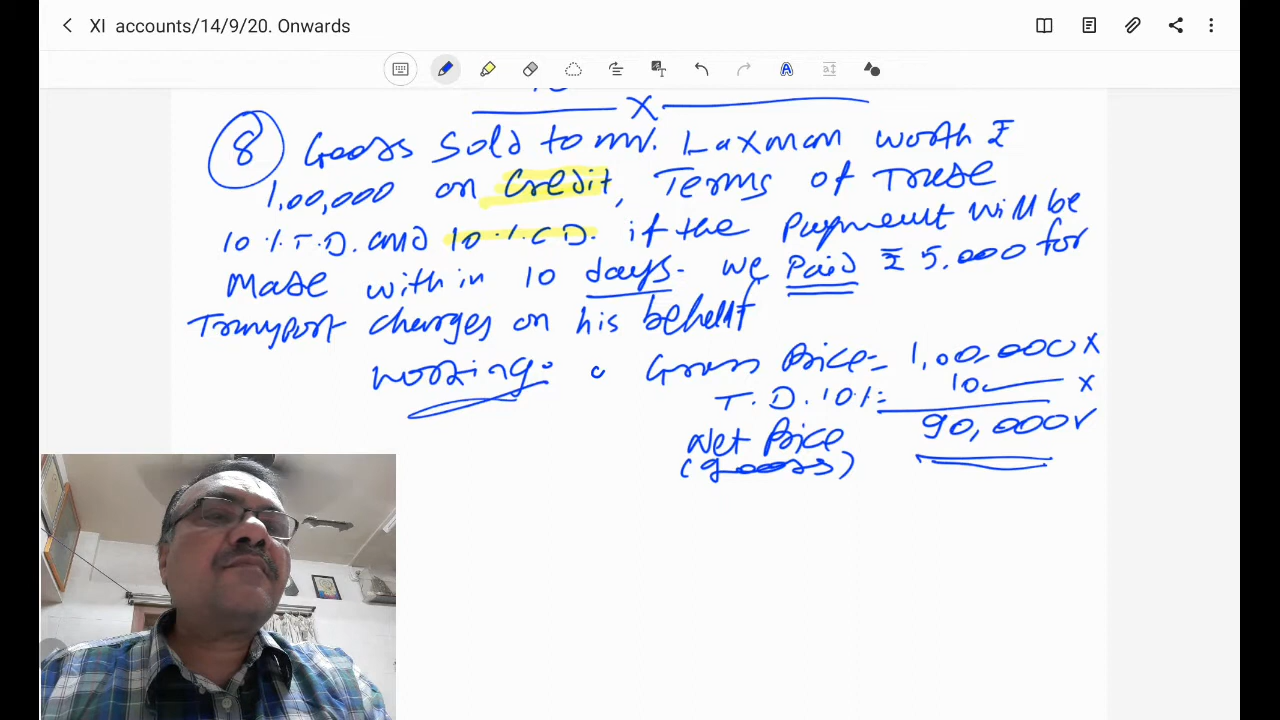 XI accounts/14/9/20. Onwards
X
8 Goods Sold to mr. Laxman worth ₹
1,00,000 on Credit, Terms of Trade
10% T.D. and 10% C.D. if the Payment will be
Made with in 10 days. we Paid ₹ 5,000 for
Transport charges on his behalf
working: Gross Price = 1,00,000 X
T.D. 10% = 10 X
Net Price 90,000 ✓
(goods)